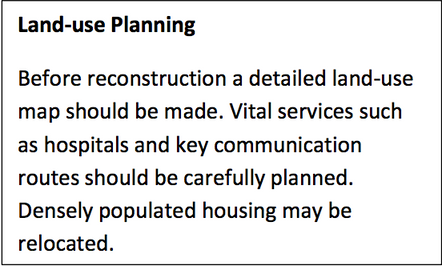 Land-use Planning
Before reconstruction a detailed land-use
map should be made. Vital services such
as hospitals and key communication
routes should be carefully planned.
Densely populated housing may be
relocated.